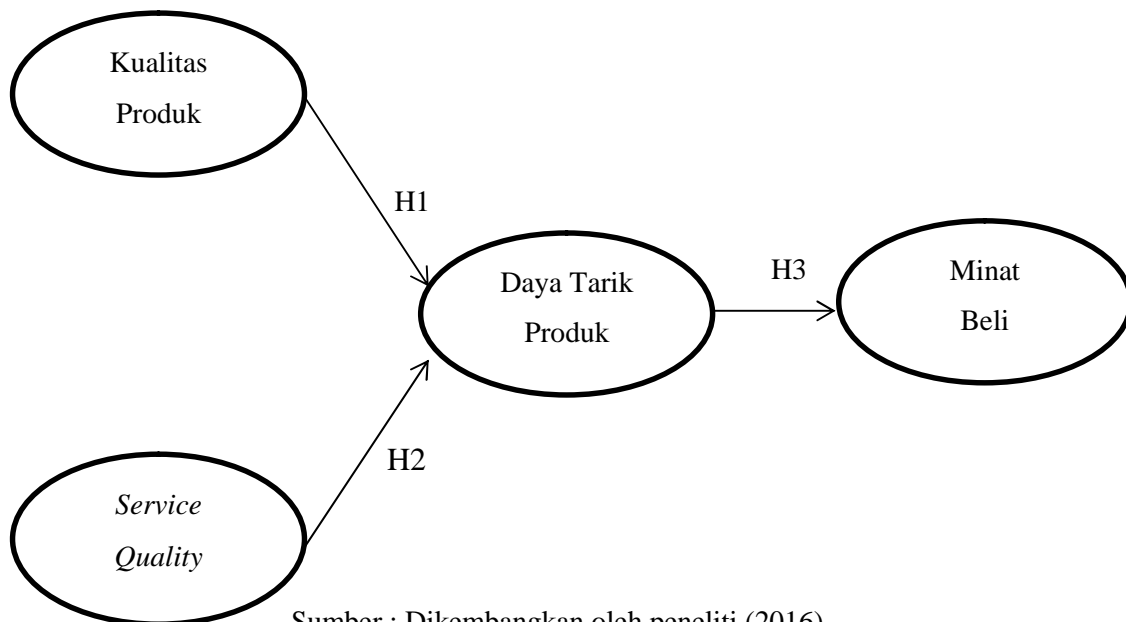 Kualitas
Produk
H1
Daya Tarik
Produk
H3
Minat
Beli
H2
Service
Quality
Sumber : Dikembangkan oleh peneliti (2016)